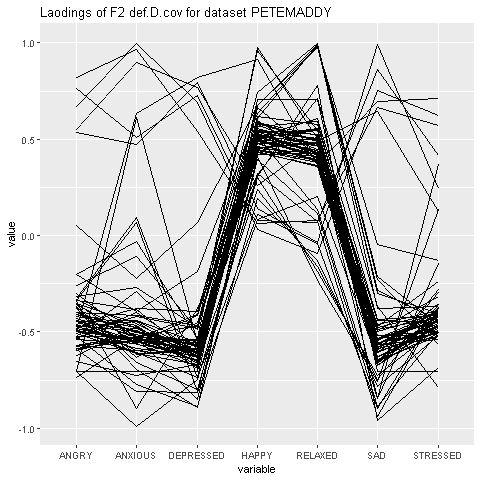 Laodings of F2 def.D.cov for dataset PETEMADDY
1.0
0.5
0.0
-0.5
-1.0
value
ANGRY ANXIOUS DEPRESSED HAPPY RELAXED SAD STRESSED
variable